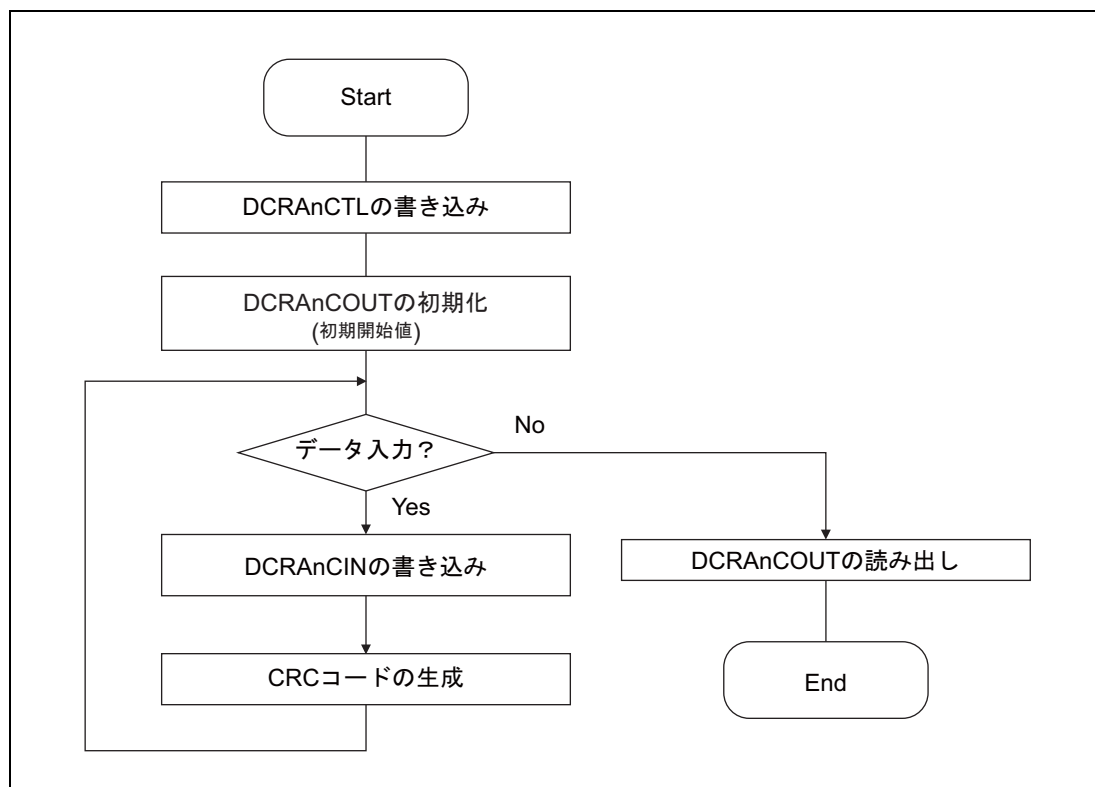 Start
DCRAnCTLの書き込み
DCRAnCOUTの初期化
(初期開始値)
データ入力？
No
Yes
DCRAnCINの書き込み
DCRAnCOUTの読み出し
CRCコードの生成
End